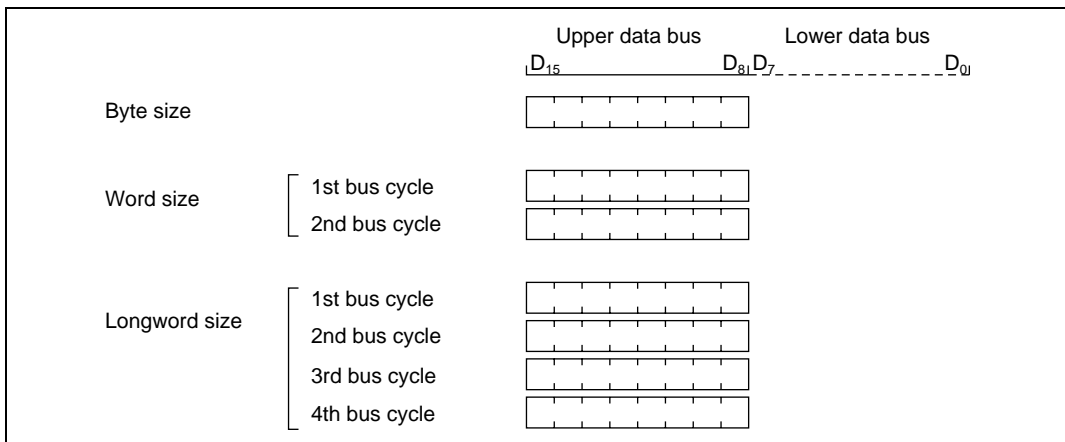 Upper data bus Lower data bus
D15 D8 D7 D0
Byte size
Word size
1st bus cycle
2nd bus cycle
Longword size
1st bus cycle
2nd bus cycle
3rd bus cycle
4th bus cycle